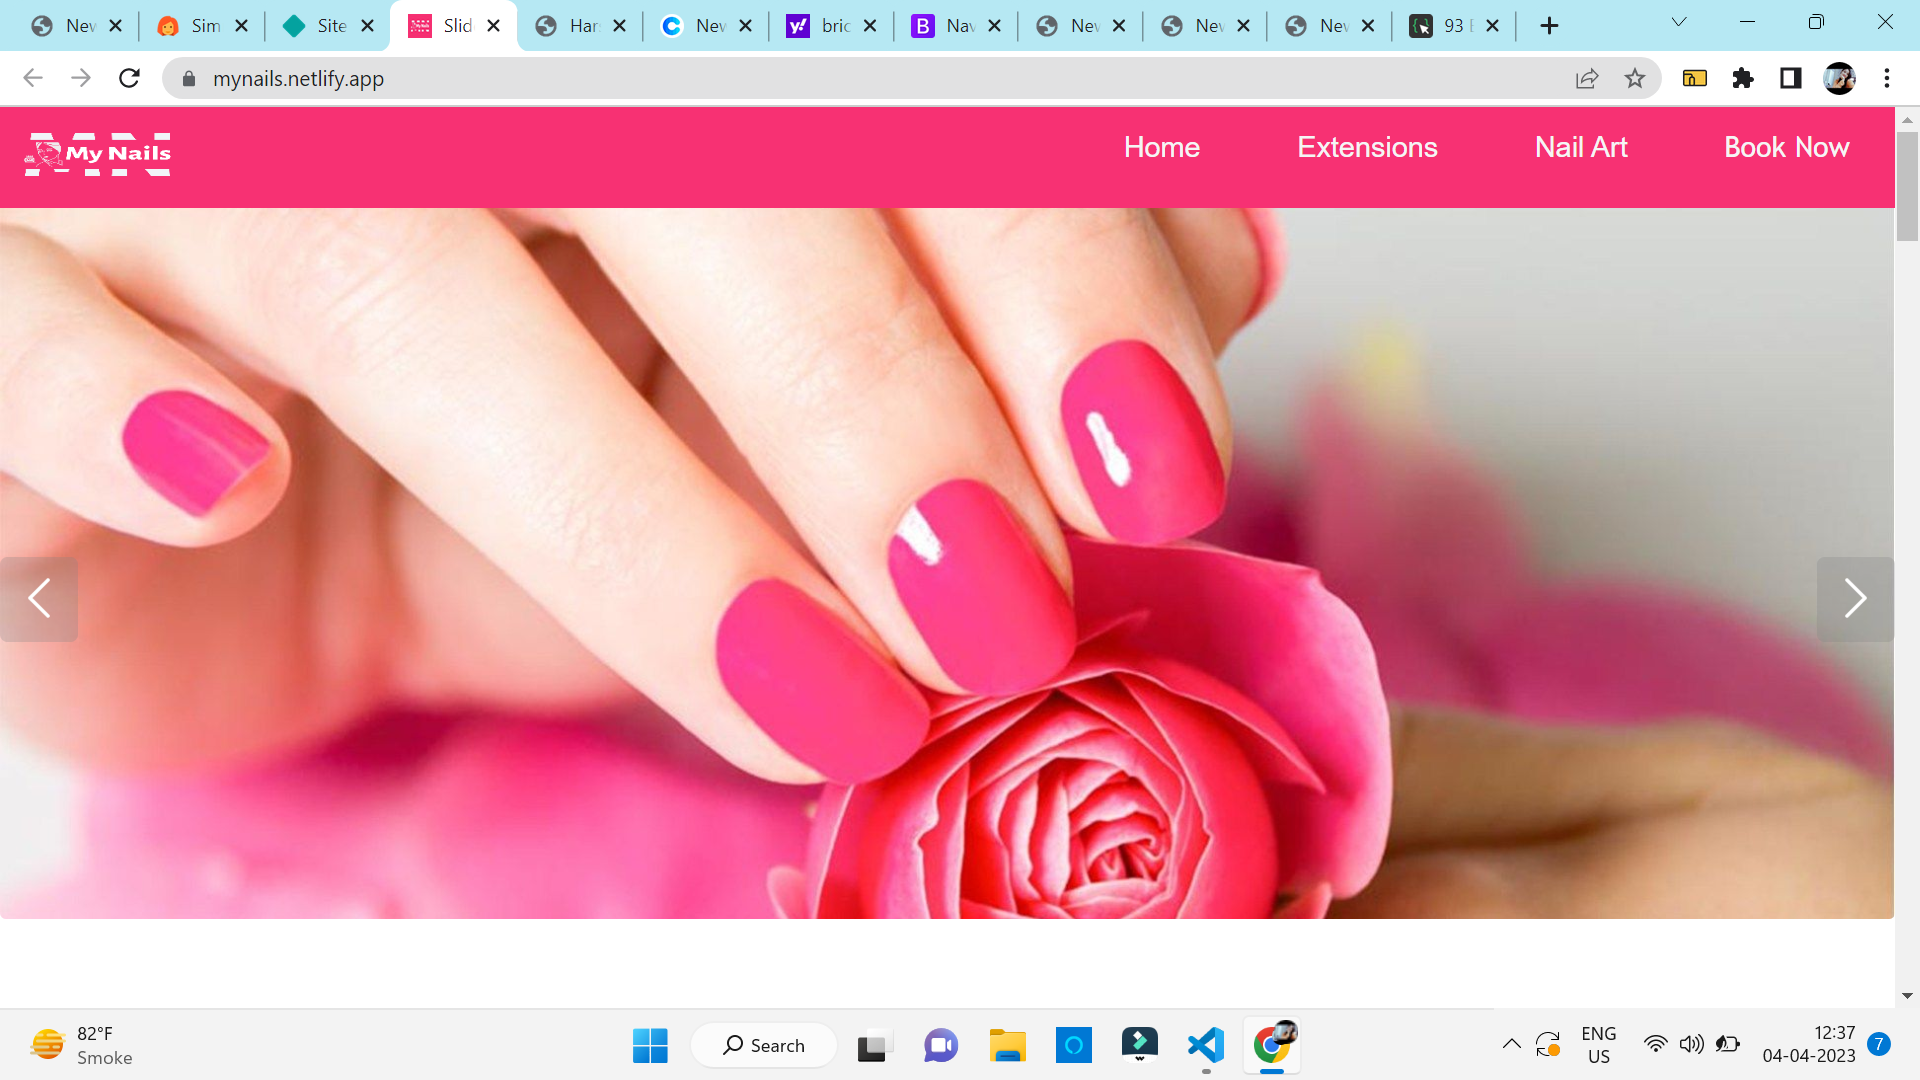 Nev
Sim
Site
Slid
Har
Nev
bric
Nav
Nev
Nev
Nev
93
mynails.netlify.app
MN
My Nails
Home
Extensions
Nail Art
Book Now
82°F
Smoke
Search
ENG
US
12:37
04-04-2023
7